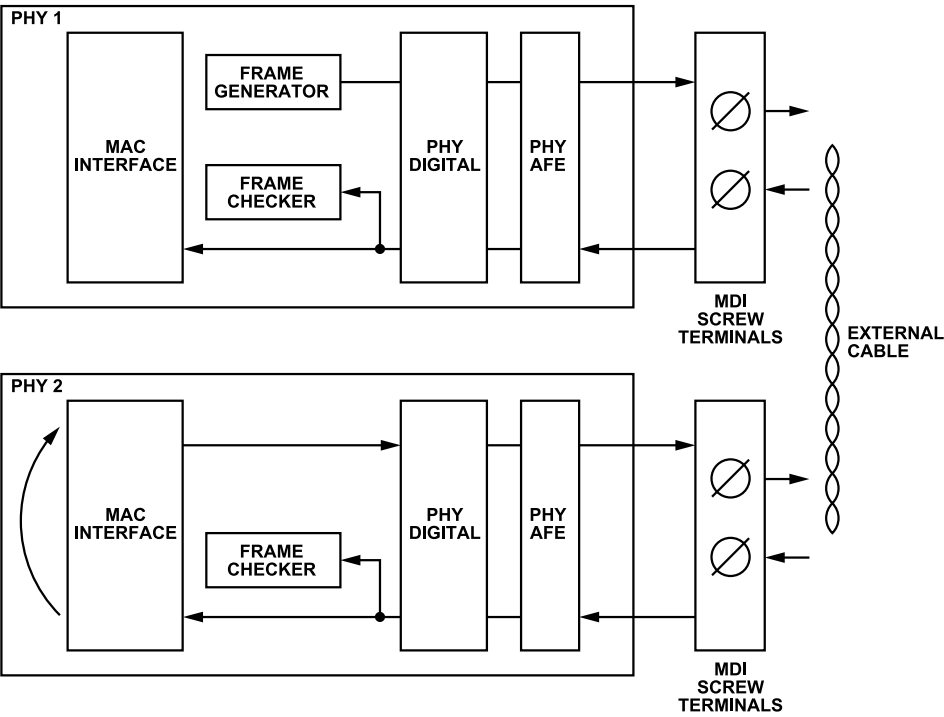 PHY 1
MAC
INTERFACE
FRAME
GENERATOR
FRAME
CHECKER
PHY
DIGITAL
PHY
AFE
MDI
SCREW
TERMINALS
EXTERNAL
CABLE
PHY 2
MAC
INTERFACE
FRAME
CHECKER
PHY
DIGITAL
PHY
AFE
MDI
SCREW
TERMINALS